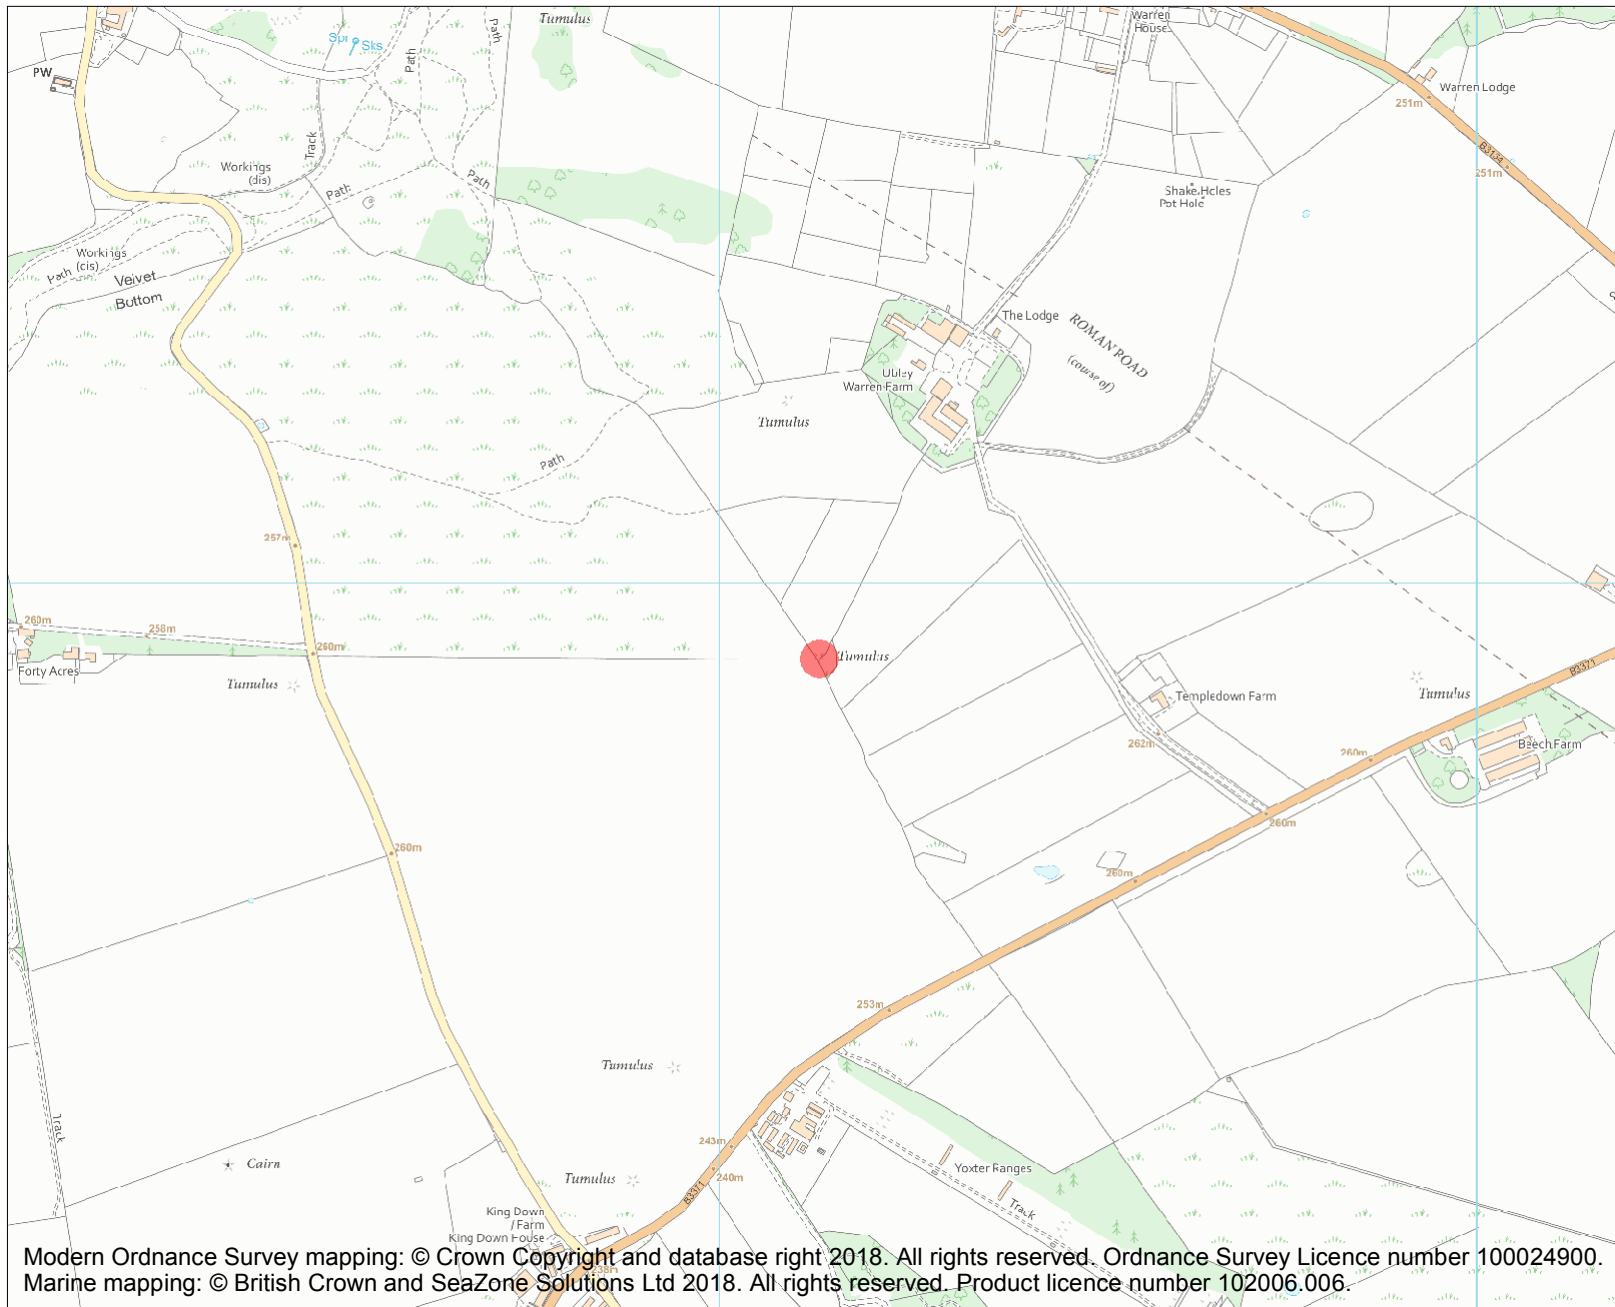 Tumulus
Warren
House
Spr
Sks
Path
Path
PW
Warren Lodge
251m
B3134
251m
Track
Workings
(dis)
Path
Path
Shake Holes
Pot Hole
Workings
(cis)
Path
Velvet
Bottom
The Lodge
ROMAN ROAD
(course of)
Ubley
Warren Farm
Tumulus
Path
257m
260m
258m
260m
Forty Acres
Tumulus
Tumulus
Templedown Farm
Tumulus
B3371
262m
260m
Beech Farm
260m
260m
260m
253m
Tumulus
Track
243m
Cairn
Tumulus
240m
B3371
Yoxter Ranges
Track
King Down
Farm
King Down House
238m
Modern Ordnance Survey mapping: © Crown Copyright and database right 2018. All rights reserved. Ordnance Survey Licence number 100024900.
Marine mapping: © British Crown and SeaZone Solutions Ltd 2018. All rights reserved. Product licence number 102006.006.